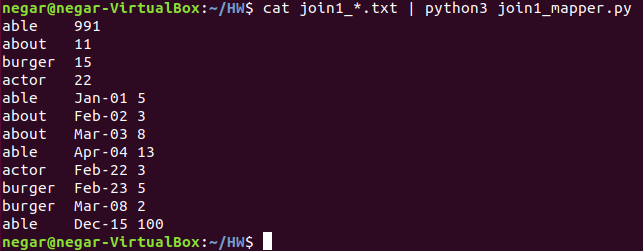 negar@negar-VirtualBox:~/HW$ cat join1_*.txt | python3 join1_mapper.py
able    991
about   11
burger  15
actor   22
able    Jan-01 5
about   Feb-02 3
about   Mar-03 8
able    Apr-04 13
actor   Feb-22 3
burger  Feb-23 5
burger  Mar-08 2
able    Dec-15 100
negar@negar-VirtualBox:~/HW$